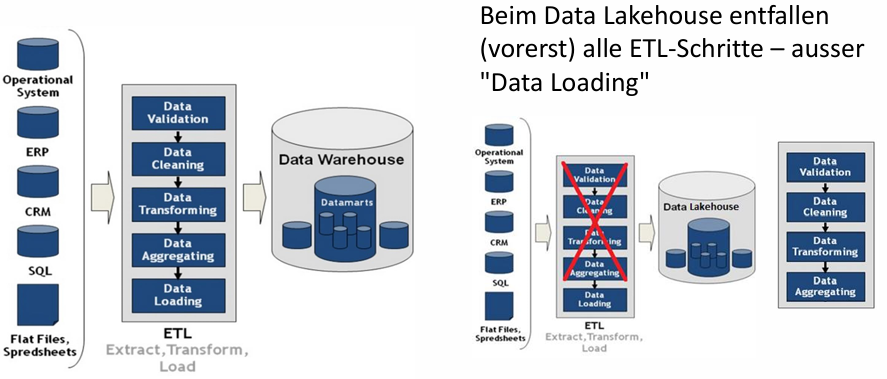 Operational
System
ERP
CRM
SQL
Flat Files,
Spredsheets
Data
Validation
Data
Cleaning
Data
Transforming
Data
Aggregating
Data
Loading
ETL
Extract,Transform,
Load
Data Warehouse
Datamarts
Beim Data Lakehouse entfallen
(vorerst) alle ETL-Schritte – ausser
"Data Loading"
Operational
System
ERP
CRM
SQL
Flat Files,
Spredsheets
Data
Validation
Data
Cleaning
Data
Transforming
Data
Aggregating
Data
Loading
ETL
Extract,Transform,
Load
Data Lakehouse
Data
Validation
Data
Cleaning
Data
Transforming
Data
Aggregating